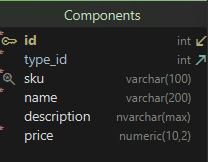 Components
id int
type_id int
sku varchar(100)
name varchar(200)
description nvarchar(max)
price numeric(10,2)